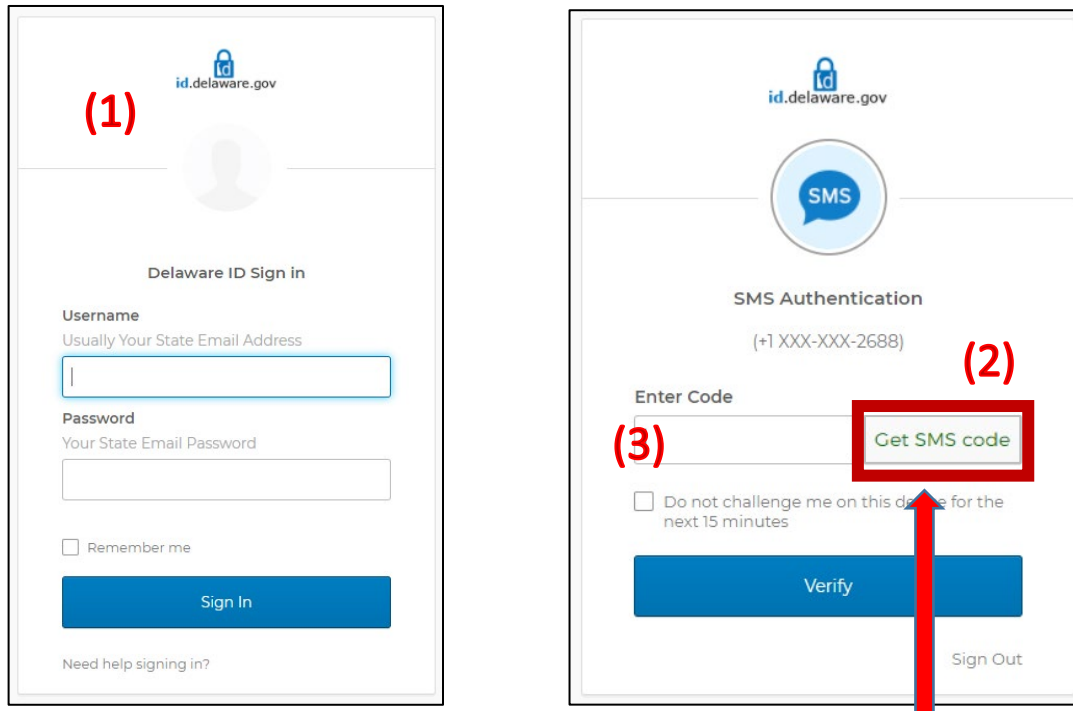 id
id.delaware.gov
(1)
Delaware ID Sign in
Username
Usually Your State Email Address
Password
Your State Email Password
Remember me
Sign In
Need help signing in?
id
id.delaware.gov
SMS
SMS Authentication
(+1 XXX-XXX-2688)
(2)
Enter Code
(3)
Get SMS code
Do not challenge me on this device for the
next 15 minutes
Verify
Sign Out